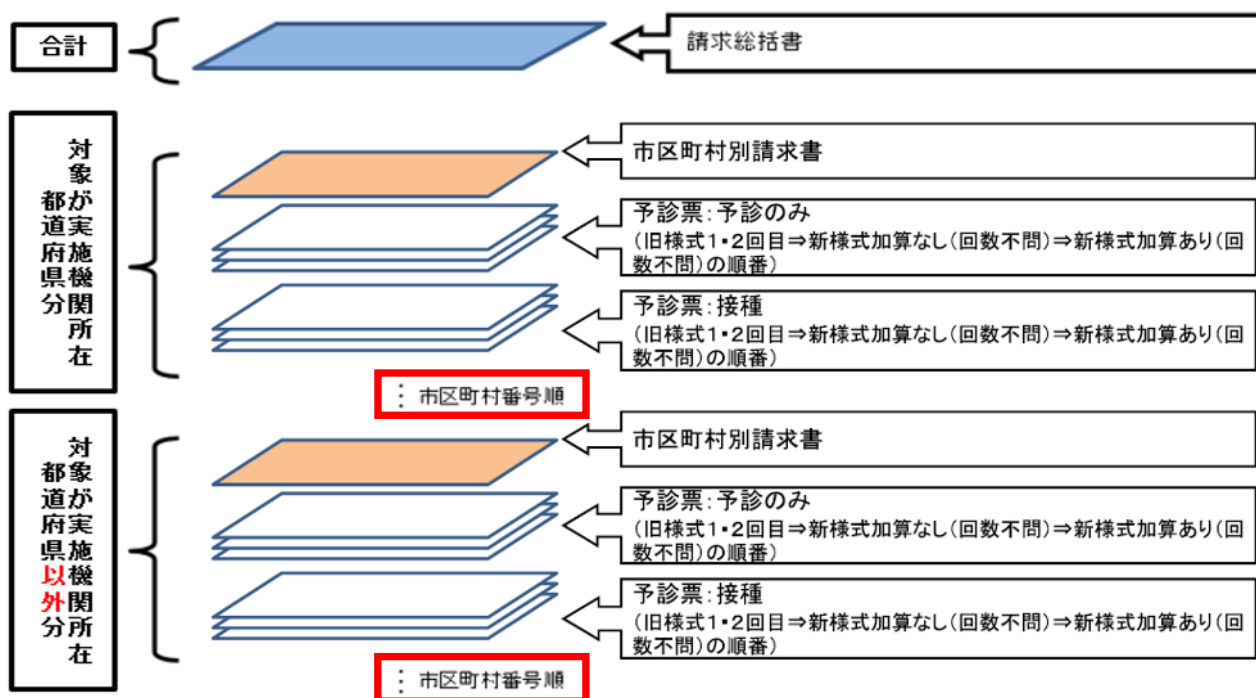 合計
請求総括書
対象が実施機関所在
都道府県分
市区町村別請求書
予診票：予診のみ
（旧様式1・2回目⇒新様式加算なし（回数不問）⇒新様式加算あり（回
数不問）の順番）
予診票：接種
（旧様式1・2回目⇒新様式加算なし（回数不問）⇒新様式加算あり（回
数不問）の順番）
⋮ 市区町村番号順
対象が実施機関所在
都道府県以外分
市区町村別請求書
予診票：予診のみ
（旧様式1・2回目⇒新様式加算なし（回数不問）⇒新様式加算あり（回
数不問）の順番）
予診票：接種
（旧様式1・2回目⇒新様式加算なし（回数不問）⇒新様式加算あり（回
数不問）の順番）
⋮ 市区町村番号順